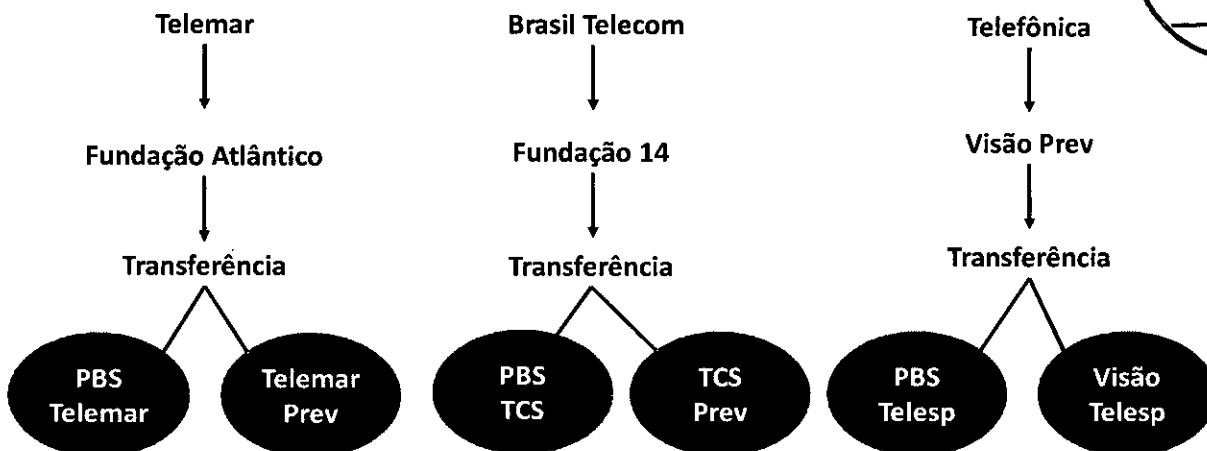 Telemar
Brasil Telecom
Telefônica
Fundação Atlântico
Fundação 14
Visão Prev
Transferência
Transferência
Transferência
PBS
Telemar
Telemar
Prev
PBS
TCS
TCS
Prev
PBS
Telesp
Visão
Telesp